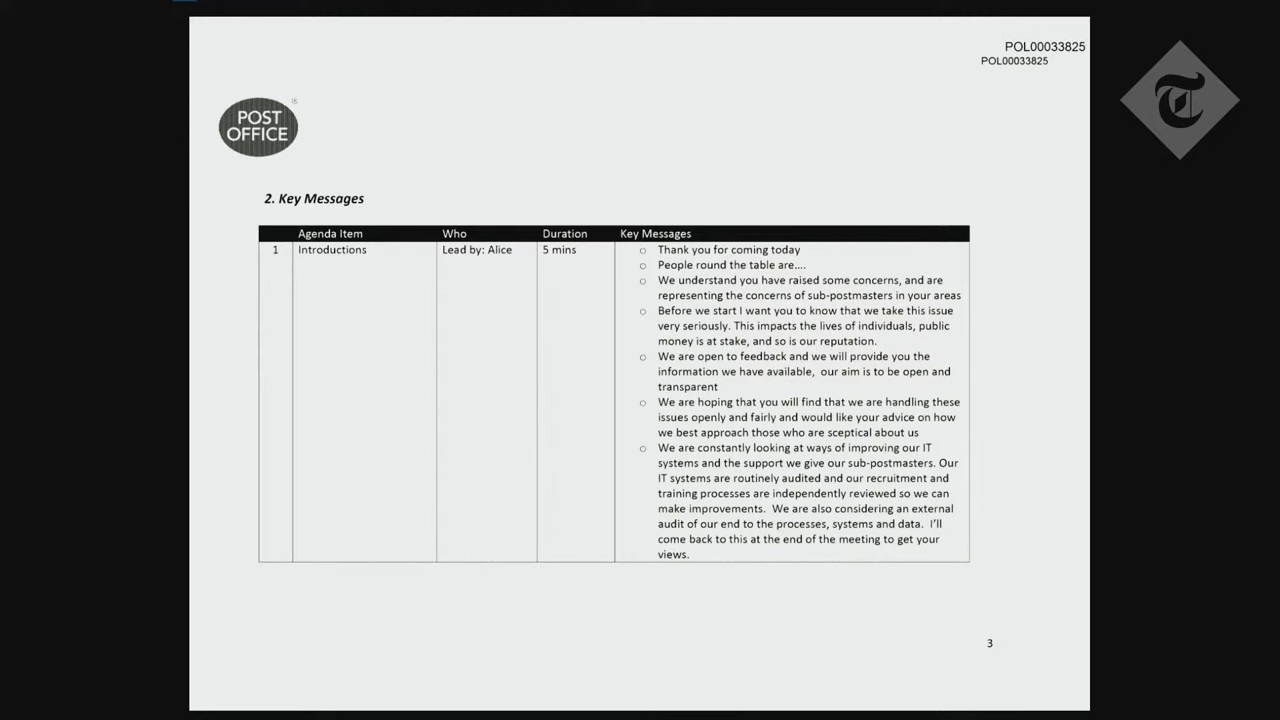 POL00033825
POL00033825
POST
OFFICE
2. Key Messages
Agenda Item Who Duration Key Messages
1 Introductions Lead by: Alice 5 mins ○ Thank you for coming today
○ People round the table are....
○ We understand you have raised some concerns, and are
representing the concerns of sub-postmasters in your areas
○ Before we start I want you to know that we take this issue
very seriously. This impacts the lives of individuals, public
money is at stake, and so is our reputation.
○ We are open to feedback and we will provide you the
information we have available, our aim is to be open and
transparent
○ We are hoping that you will find that we are handling these
issues openly and fairly and would like your advice on how
we best approach those who are sceptical about us
○ We are constantly looking at ways of improving our IT
systems and the support we give our sub-postmasters. Our
IT systems are routinely audited and our recruitment and
training processes are independently reviewed so we can
make improvements. We are also considering an external
audit of our end to the processes, systems and data. I'll
come back to this at the end of the meeting to get your
views.
3
T